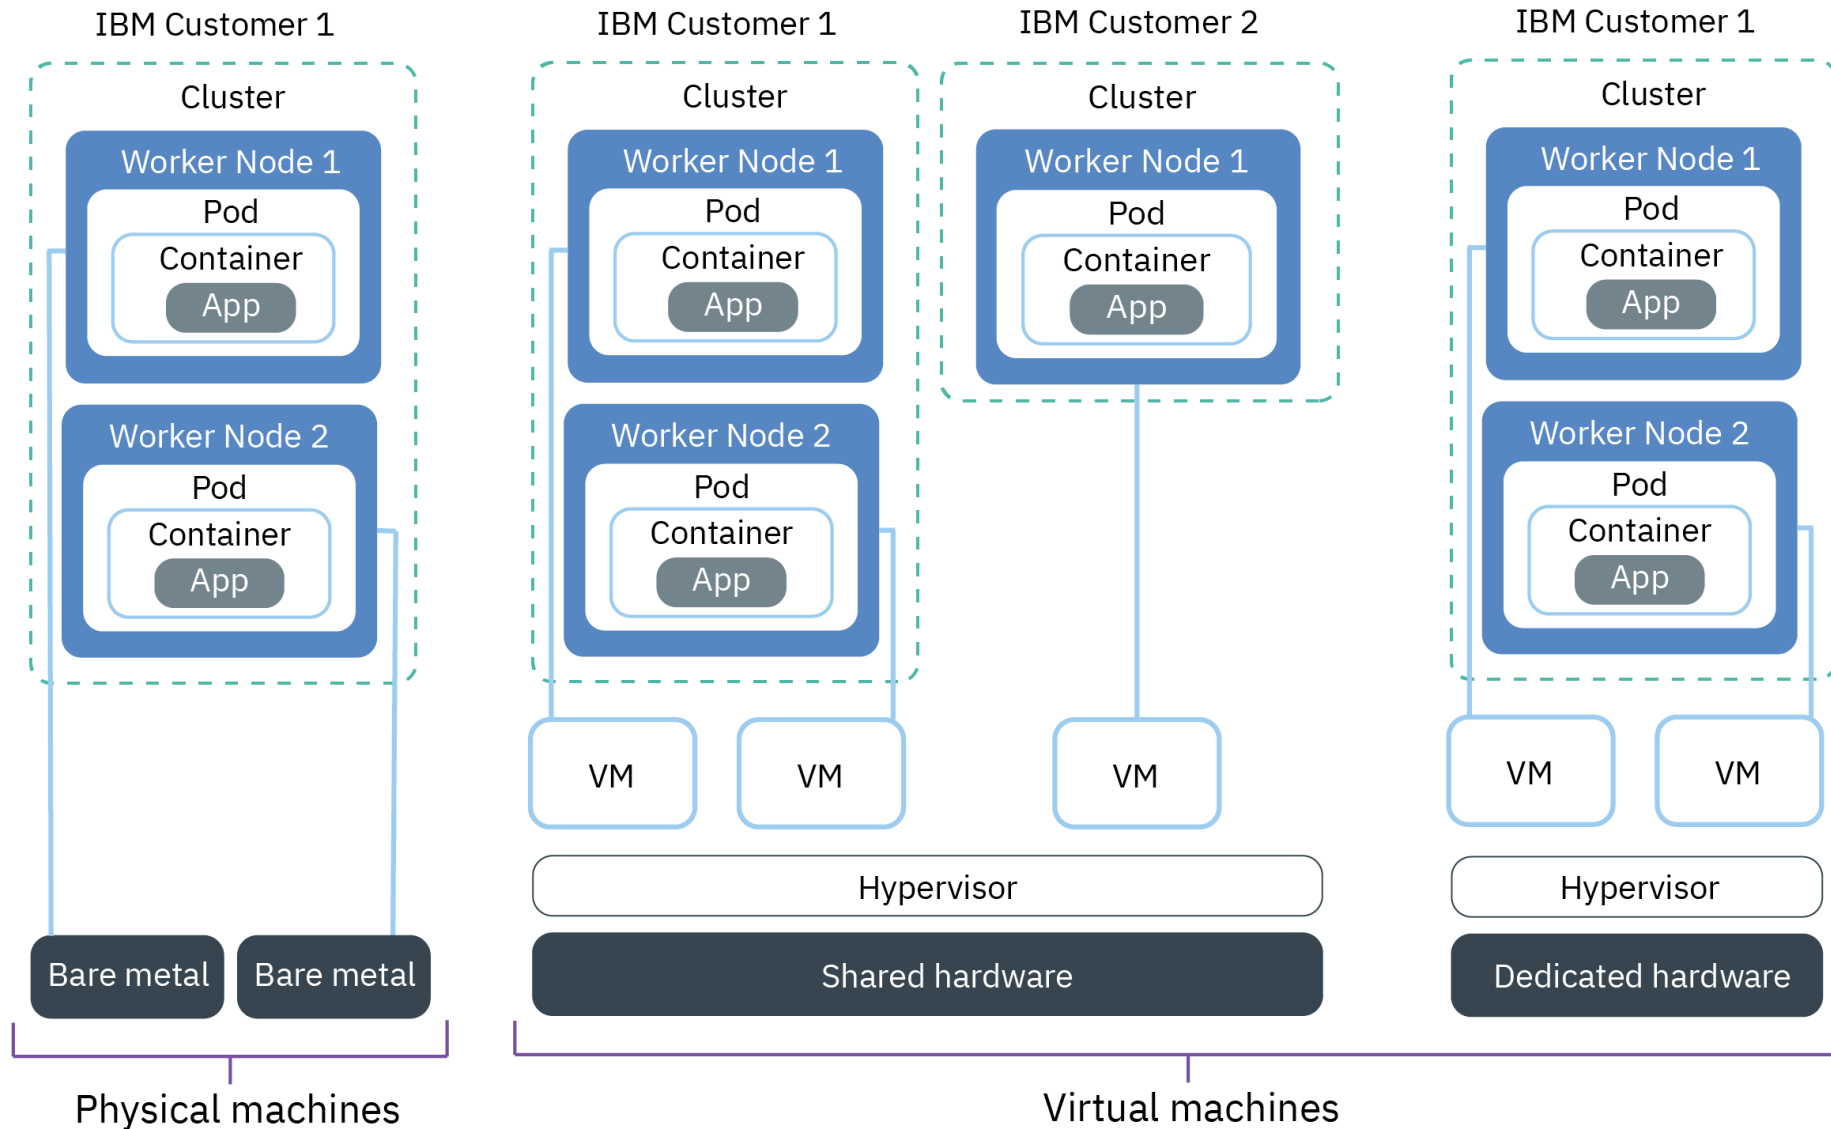 IBM Customer 1
Cluster
Worker Node 1
Pod
Container
App
Worker Node 2
Pod
Container
App
Bare metal
Bare metal
Physical machines
IBM Customer 1
Cluster
Worker Node 1
Pod
Container
App
Worker Node 2
Pod
Container
App
VM
VM
IBM Customer 2
Cluster
Worker Node 1
Pod
Container
App
VM
Hypervisor
Shared hardware
IBM Customer 1
Cluster
Worker Node 1
Pod
Container
App
Worker Node 2
Pod
Container
App
VM
VM
Hypervisor
Dedicated hardware
Virtual machines